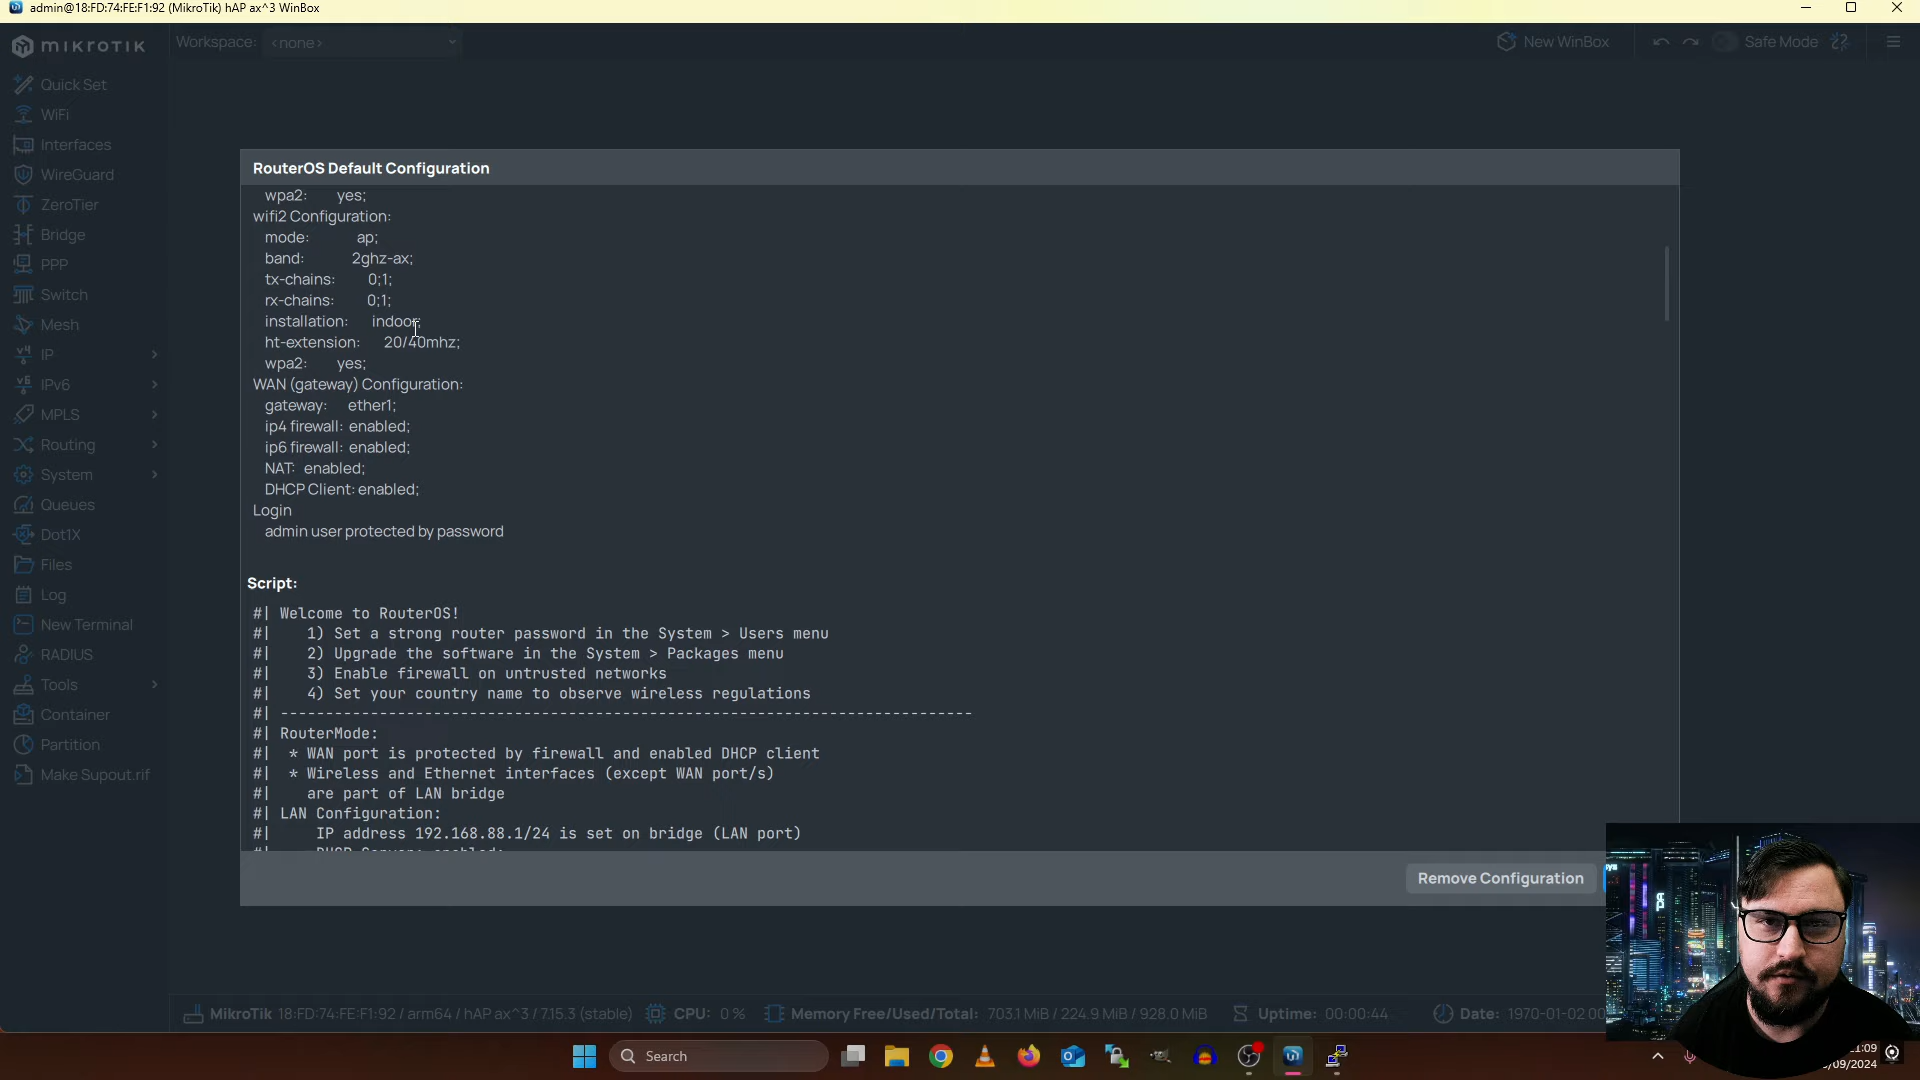 admin@18:FD:74:FE:F1:92 (MikroTik) hAP ax^3 WinBox
MIKROTIK
Workspace: <none>
New WinBox
Safe Mode
Quick Set
WiFi
Interfaces
WireGuard
ZeroTier
Bridge
PPP
Switch
Mesh
IP
IPv6
MPLS
Routing
System
Queues
Dot1X
Files
Log
New Terminal
RADIUS
Tools
Container
Partition
Make Supout.rif
RouterOS Default Configuration
wpa2: yes;
wifi2 Configuration:
mode: ap;
band: 2ghz-ax;
tx-chains: 0;1;
rx-chains: 0;1;
installation: indoor;
ht-extension: 20/40mhz;
wpa2: yes;
WAN (gateway) Configuration:
gateway: ether1;
ip4 firewall: enabled;
ip6 firewall: enabled;
NAT: enabled;
DHCP Client: enabled;
Login
admin user protected by password
Script:
#| Welcome to RouterOS!
#| 1) Set a strong router password in the System > Users menu
#| 2) Upgrade the software in the System > Packages menu
#| 3) Enable firewall on untrusted networks
#| 4) Set your country name to observe wireless regulations
#| -----------------------------------------------------------------------------
#| RouterMode:
#| * WAN port is protected by firewall and enabled DHCP client
#| * Wireless and Ethernet interfaces (except WAN port/s)
#| are part of LAN bridge
#| LAN Configuration:
#| IP address 192.168.88.1/24 is set on bridge (LAN port)
#| DHCP Server: enabled;
Remove Configuration
MikroTik 18:FD:74:FE:F1:92 / arm64 / hAP ax^3 / 7.15.3 (stable)
CPU: 0 %
Memory Free/Used/Total: 703.1 MiB / 224.9 MiB / 928.0 MiB
Uptime: 00:00:44
Date: 1970-01-02 00
Search
:09
/09/2024